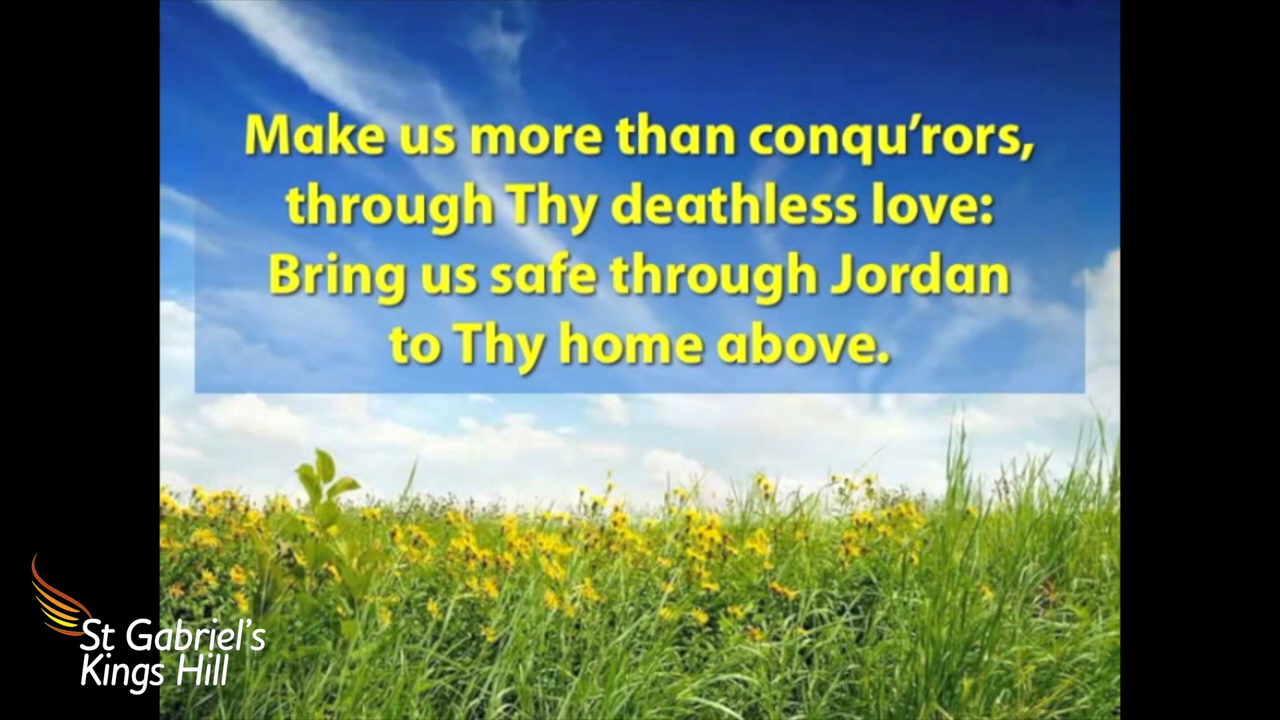 Make us more than conqu’rors,
through Thy deathless love:
Bring us safe through Jordan
to Thy home above.
St Gabriel’s
Kings Hill